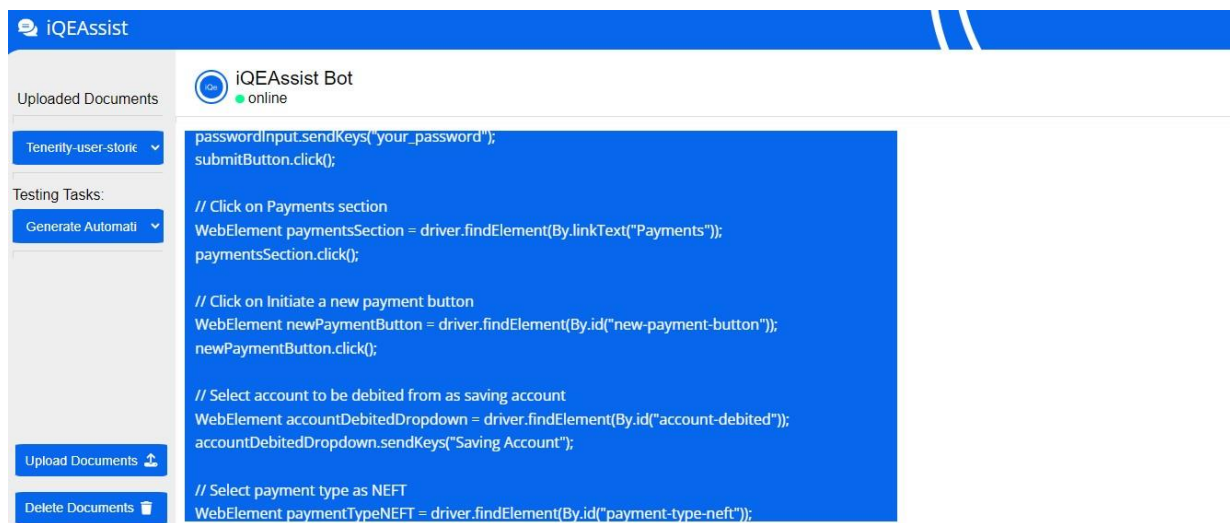 iQEAssist
Uploaded Documents
Tenerity-user-storie
Testing Tasks:
Generate Automati
Upload Documents
Delete Documents
iQe
iQEAssist Bot
online
passwordInput.sendKeys("your_password");
submitButton.click();
// Click on Payments section
WebElement paymentsSection = driver.findElement(By.linkText("Payments"));
paymentsSection.click();
// Click on Initiate a new payment button
WebElement newPaymentButton = driver.findElement(By.id("new-payment-button"));
newPaymentButton.click();
// Select account to be debited from as saving account
WebElement accountDebitedDropdown = driver.findElement(By.id("account-debited"));
accountDebitedDropdown.sendKeys("Saving Account");
// Select payment type as NEFT
WebElement paymentTypeNEFT = driver.findElement(By.id("payment-type-neft"));